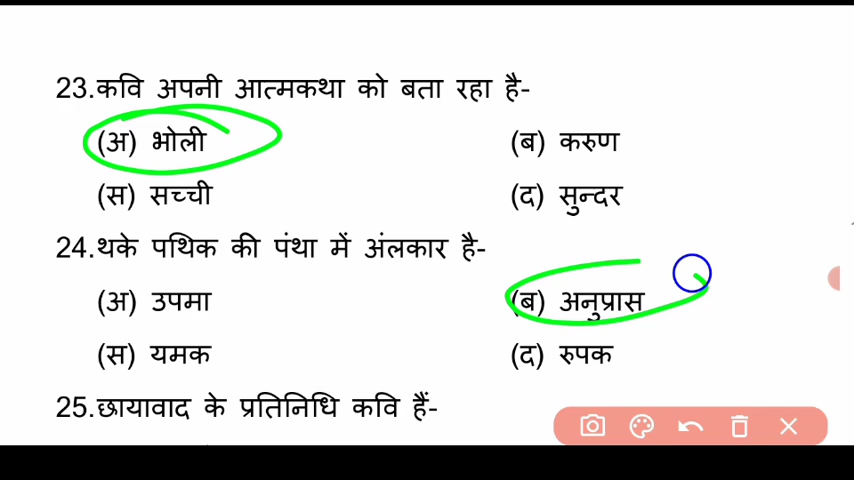 23.कवि अपनी आत्मकथा को बता रहा है-
(अ) भोली (ब) करुण
(स) सच्ची (द) सुन्दर
24.थके पथिक की पंथा में अंलकार है-
(अ) उपमा (ब) अनुप्रास
(स) यमक (द) रुपक
25.छायावाद के प्रतिनिधि कवि हैं-